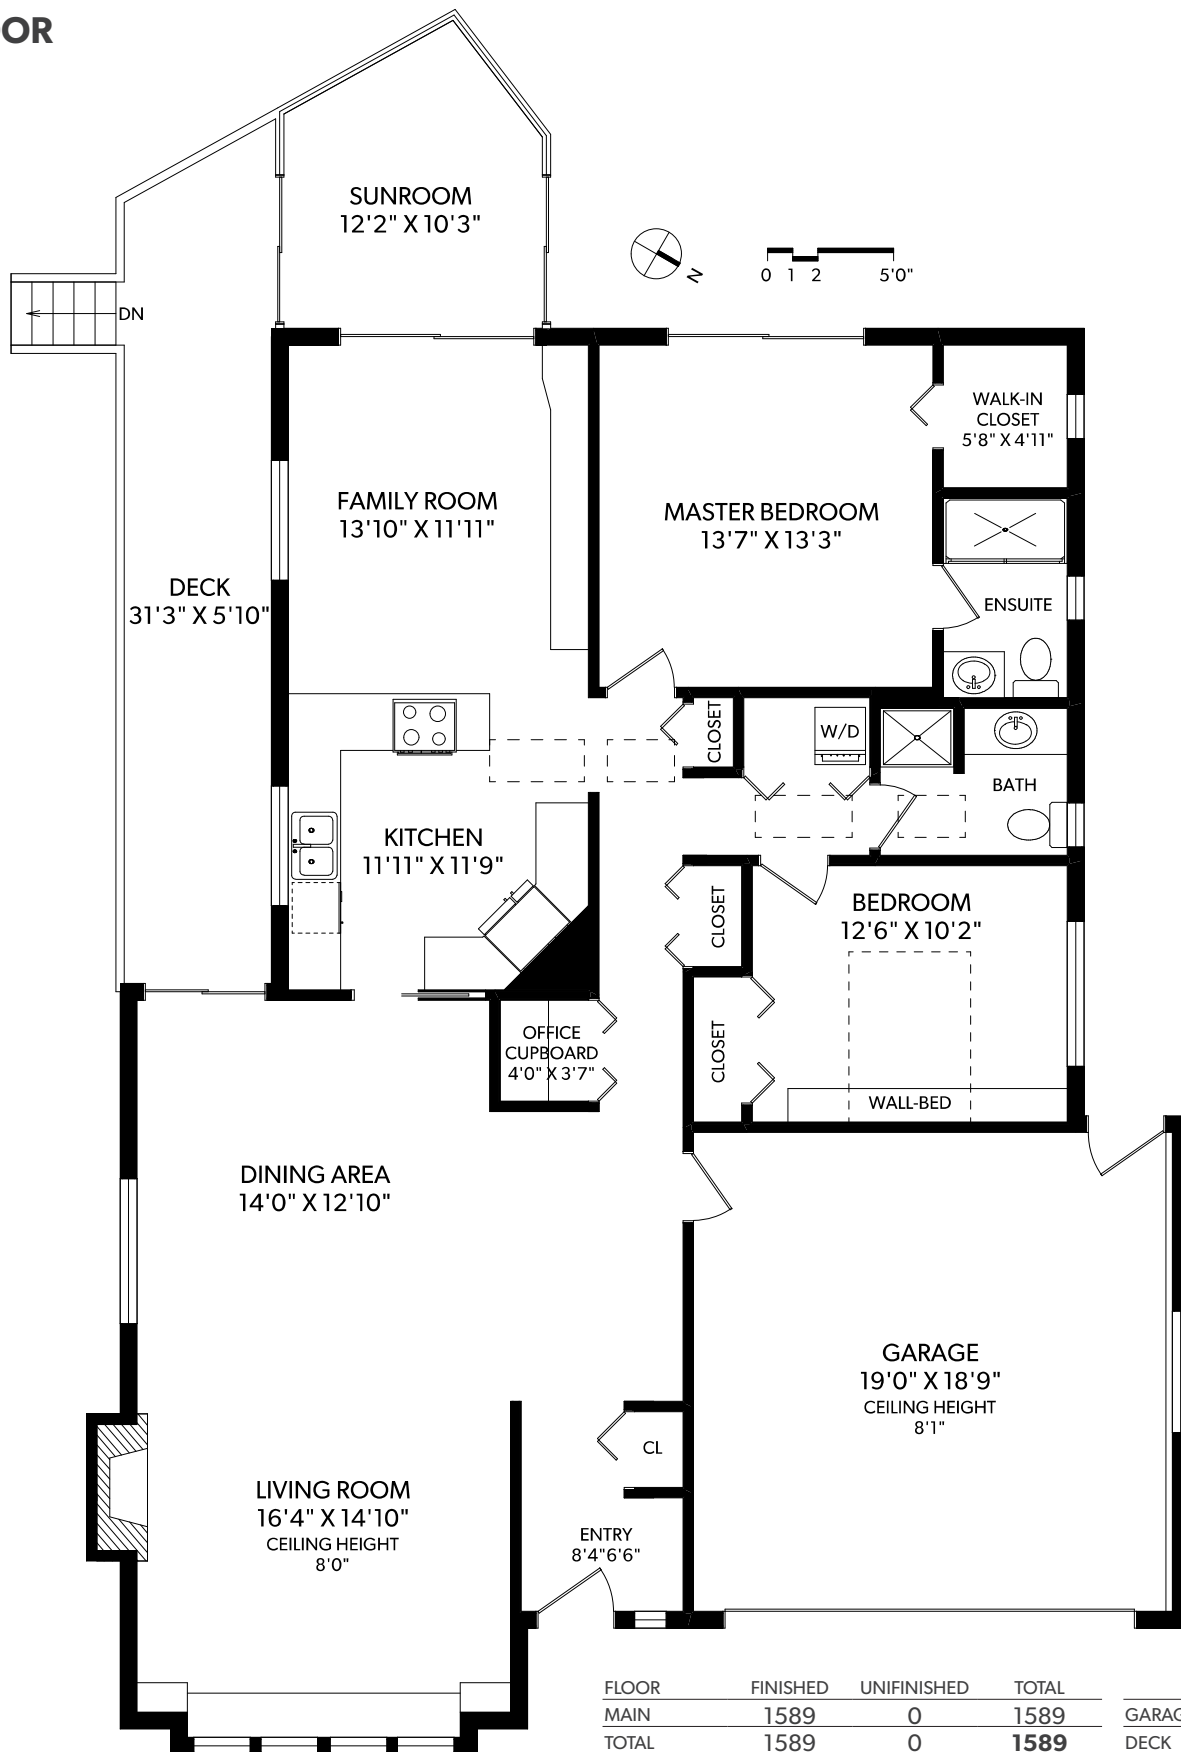 OR
SUNROOM
12'2" X 10'3"
N
0 1 2 5'0"
DN
WALK-IN
CLOSET
5'8" X 4'11"
FAMILY ROOM
13'10" X 11'11"
MASTER BEDROOM
13'7" X 13'3"
DECK
31'3" X 5'10"
ENSUITE
CLOSET
W/D
BATH
KITCHEN
11'11" X 11'9"
CLOSET
BEDROOM
12'6" X 10'2"
OFFICE
CUPBOARD
4'0" X 3'7"
CLOSET
WALL-BED
DINING AREA
14'0" X 12'10"
GARAGE
19'0" X 18'9"
CEILING HEIGHT
8'1"
CL
LIVING ROOM
16'4" X 14'10"
CEILING HEIGHT
8'0"
ENTRY
8'4"6'6"
FLOOR FINISHED UNIFINISHED TOTAL
MAIN 1589 0 1589 GARAG
TOTAL 1589 0 1589 DECK